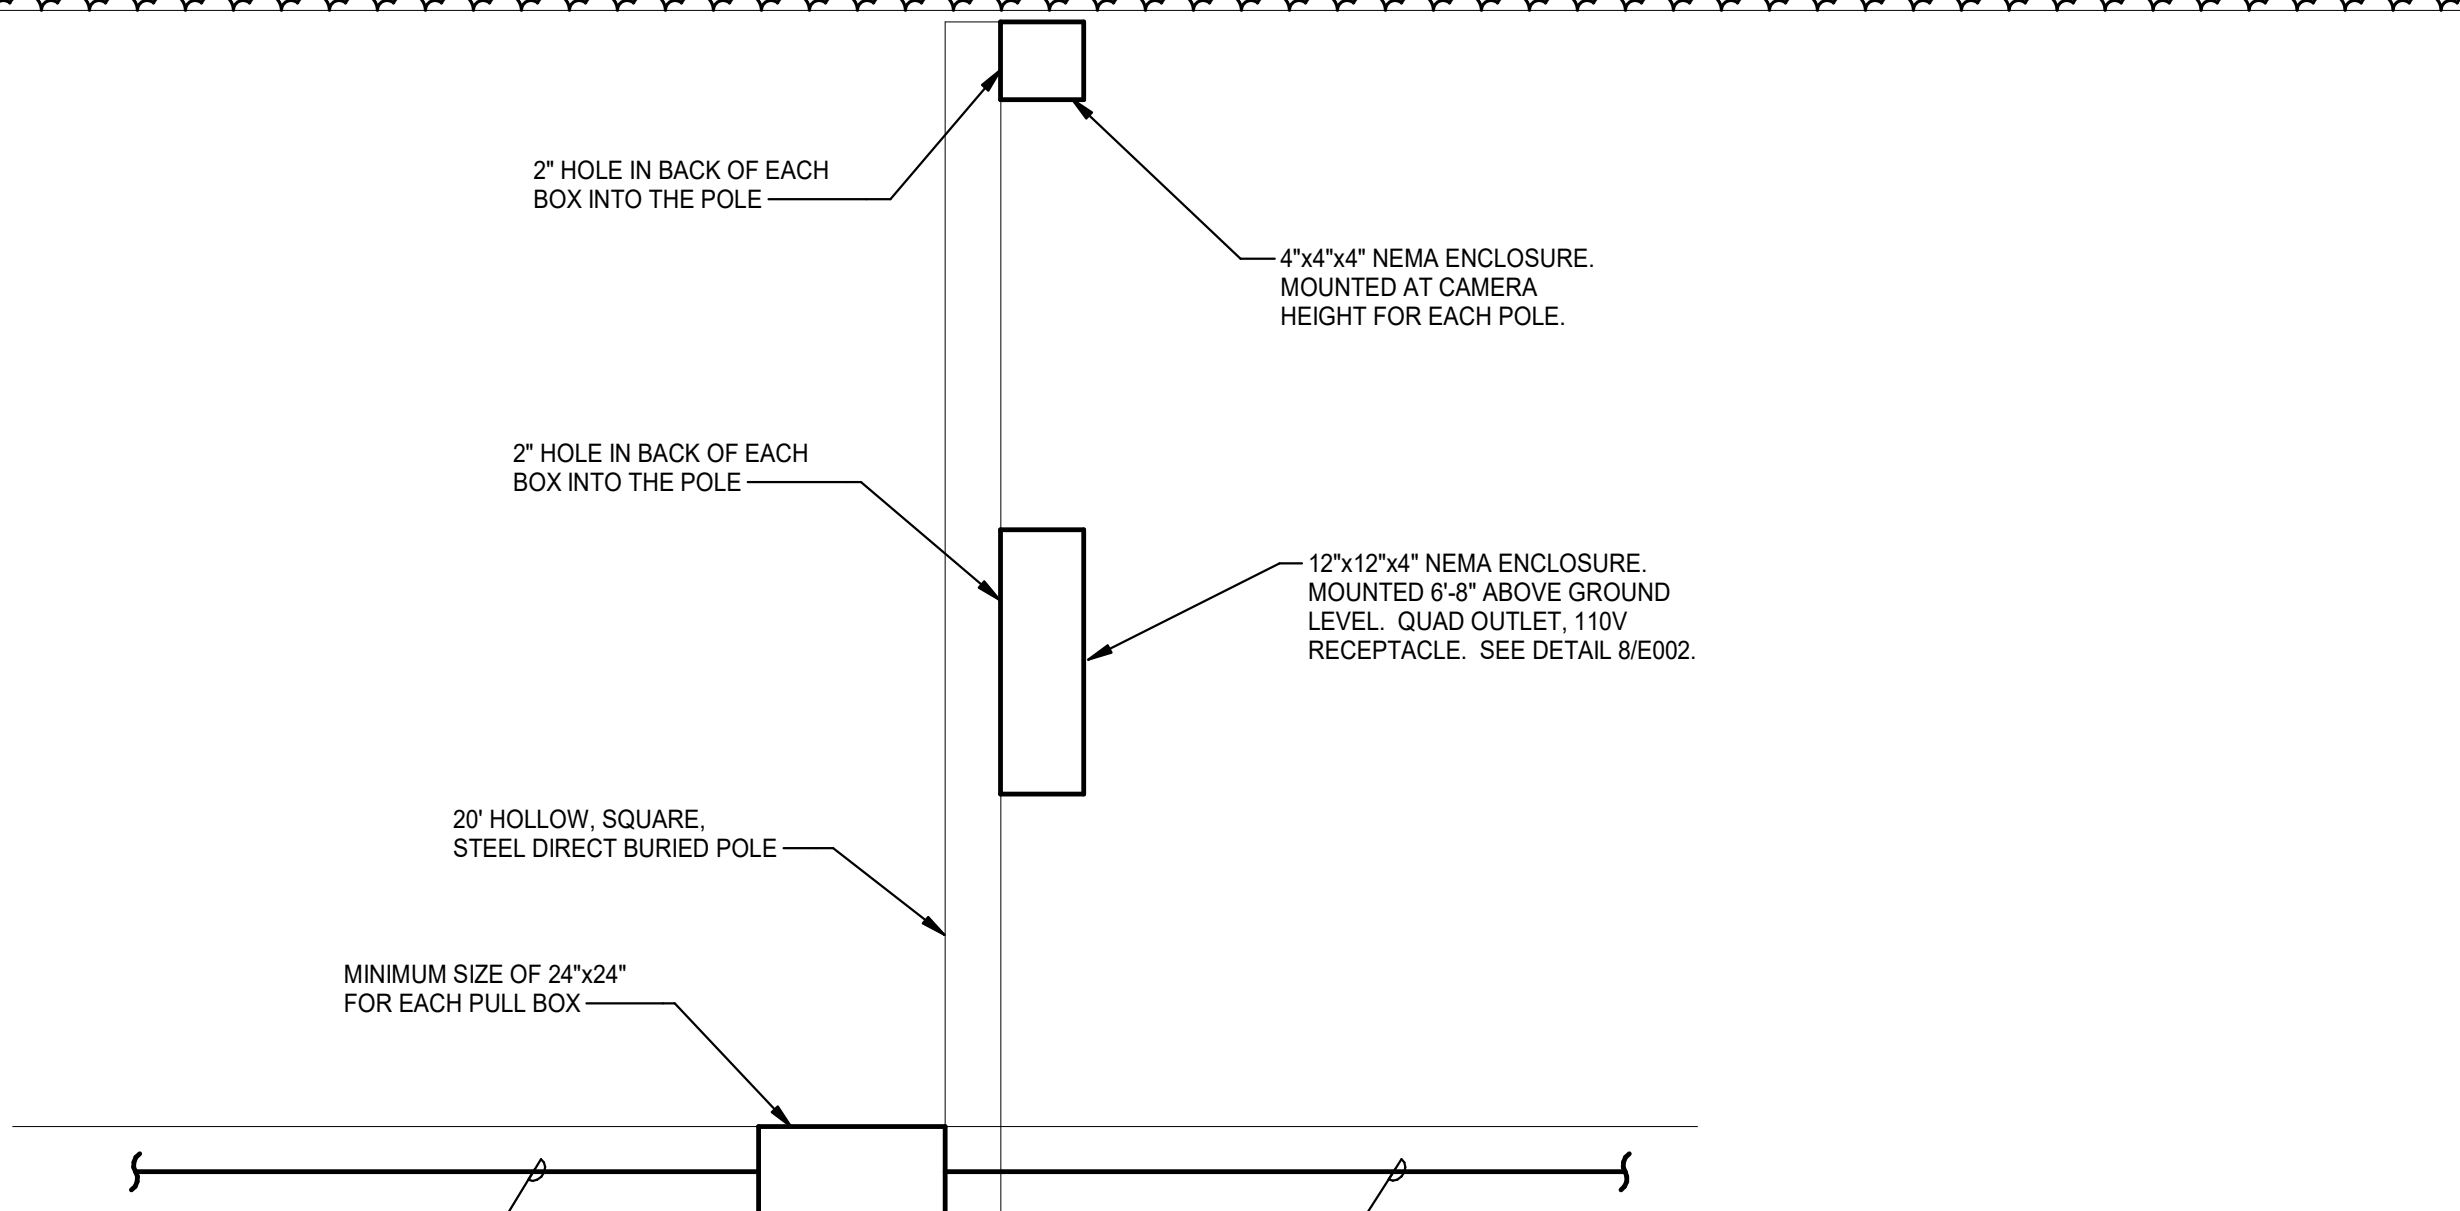 2" HOLE IN BACK OF EACH
BOX INTO THE POLE
4"x4"x4" NEMA ENCLOSURE.
MOUNTED AT CAMERA
HEIGHT FOR EACH POLE.
2" HOLE IN BACK OF EACH
BOX INTO THE POLE
12"x12"x4" NEMA ENCLOSURE.
MOUNTED 6'-8" ABOVE GROUND
LEVEL.  QUAD OUTLET, 110V
RECEPTACLE.  SEE DETAIL 8/E002.
20' HOLLOW, SQUARE,
STEEL DIRECT BURIED POLE
MINIMUM SIZE OF 24"x24"
FOR EACH PULL BOX